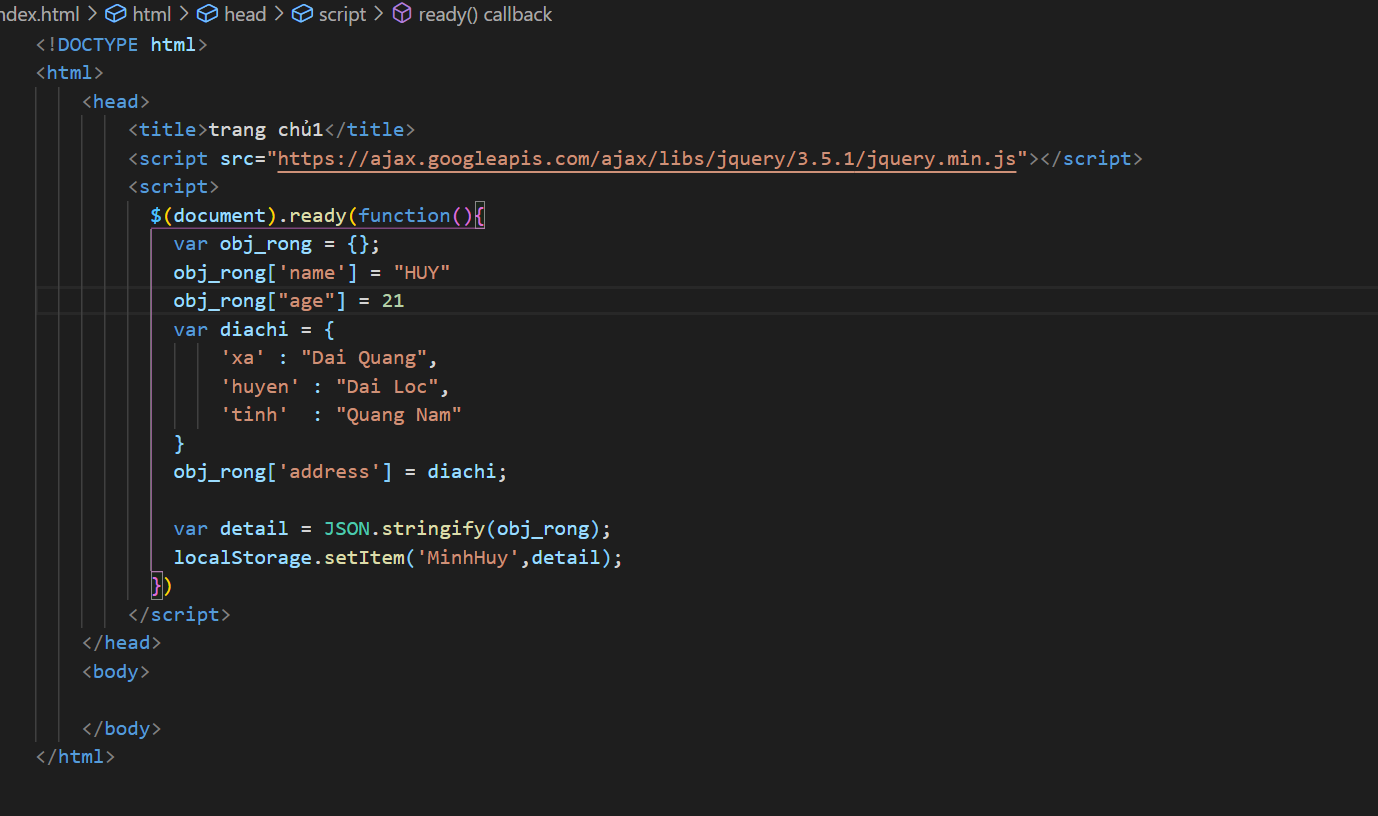 ndex.html > html > head > script > ready() callback
<!DOCTYPE html>
<html>
<head>
<title>trang chủ1</title>
<script src="https://ajax.googleapis.com/ajax/libs/jquery/3.5.1/jquery.min.js"></script>
<script>
$(document).ready(function(){
var obj_rong = {};
obj_rong['name'] = "HUY"
obj_rong["age"] = 21
var diachi = {
'xa' : "Dai Quang",
'huyen' : "Dai Loc",
'tinh'  : "Quang Nam"
}
obj_rong['address'] = diachi;
var detail = JSON.stringify(obj_rong);
localStorage.setItem('MinhHuy',detail);
})
</script>
</head>
<body>
</body>
</html>